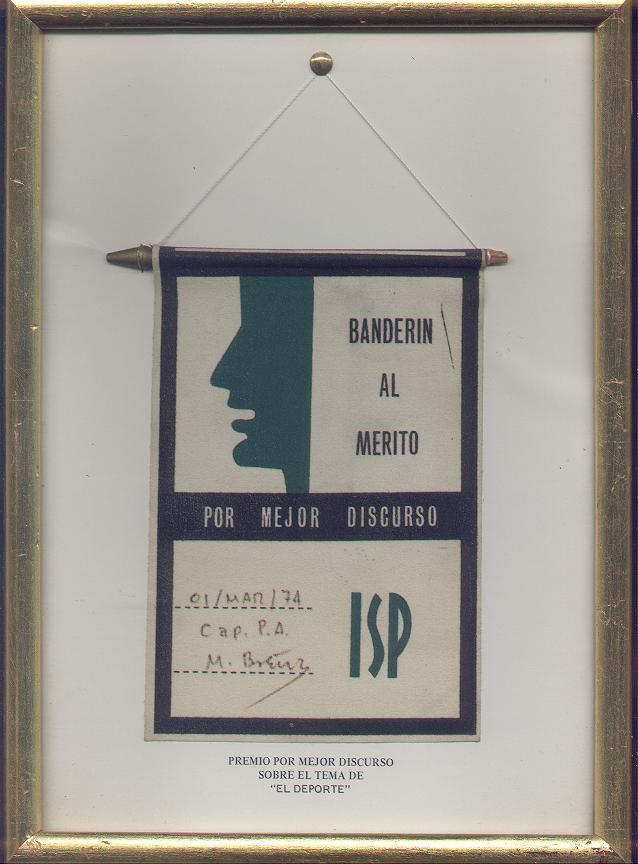 BANDERIN
AL
MERITO
POR MEJOR DISCURSO
01/MAR/74
Cap. P.A.
M.
ISP
PREMIO POR MEJOR DISCURSO
SOBRE EL TEMA DE
“EL DEPORTE”